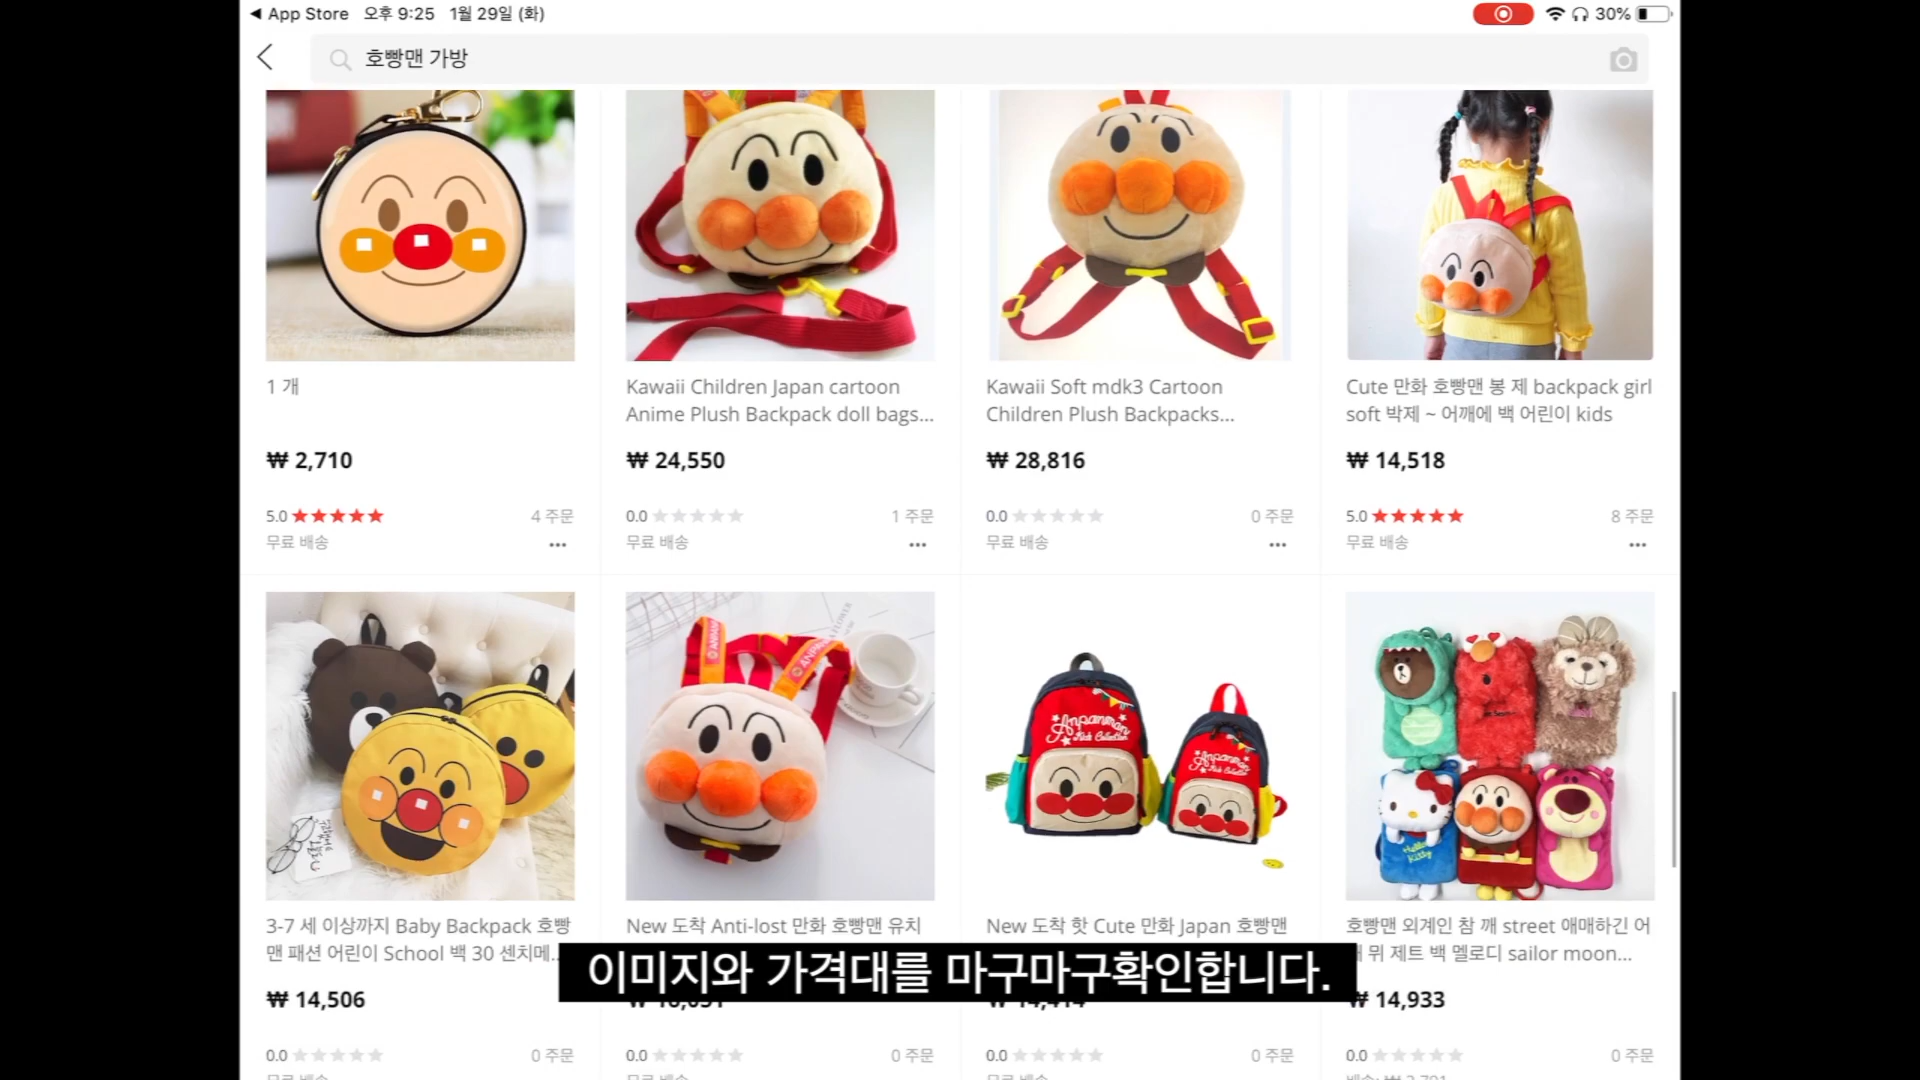 ◀ App Store 오후 9:25 1월 29일 (화)
30%
호빵맨 가방
1 개
₩ 2,710
5.0 4 주문
무료 배송
Kawaii Children Japan cartoon
Anime Plush Backpack doll bags...
₩ 24,550
0.0 1 주문
무료 배송
Kawaii Soft mdk3 Cartoon
Children Plush Backpacks...
₩ 28,816
0.0 0 주문
무료 배송
Cute 만화 호빵맨 봉 제 backpack girl
soft 박제 ~ 어깨에 백 어린이 kids
₩ 14,518
5.0 8 주문
무료 배송
3-7 세 이상까지 Baby Backpack 호빵
맨 패션 어린이 School 백 30 센치메...
₩ 14,506
0.0 0 주문
New 도착 Anti-lost 만화 호빵맨 유치
0.0 0 주문
Anpanman
Kids Collection
Anpanman
Kids Collection
New 도착 핫 Cute 만화 Japan 호빵맨
0.0 0 주문
Hello
Kitty
호빵맨 외계인 참 깨 street 애매하긴 어
뮈 제트 백 멜로디 sailor moon...
₩ 14,933
0.0 0 주문
이미지와 가격대를 마구마구확인합니다.